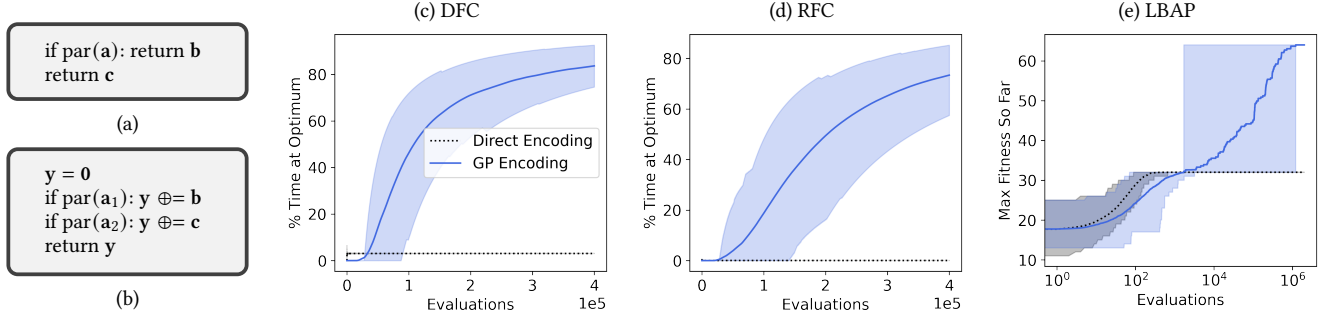 if par(a): return b
return c
(a)
y = 0
if par(a₁): y ⊕= b
if par(a₂): y ⊕= c
return y
(b)
(c) DFC
% Time at Optimum
80
60
40
20
0
Direct Encoding
GP Encoding
0 1 2 3 4
1e5
Evaluations
(d) RFC
% Time at Optimum
80
60
40
20
0
0 1 2 3 4
1e5
Evaluations
(e) LBAP
Max Fitness So Far
60
50
40
30
20
10
10⁰ 10² 10⁴ 10⁶
Evaluations